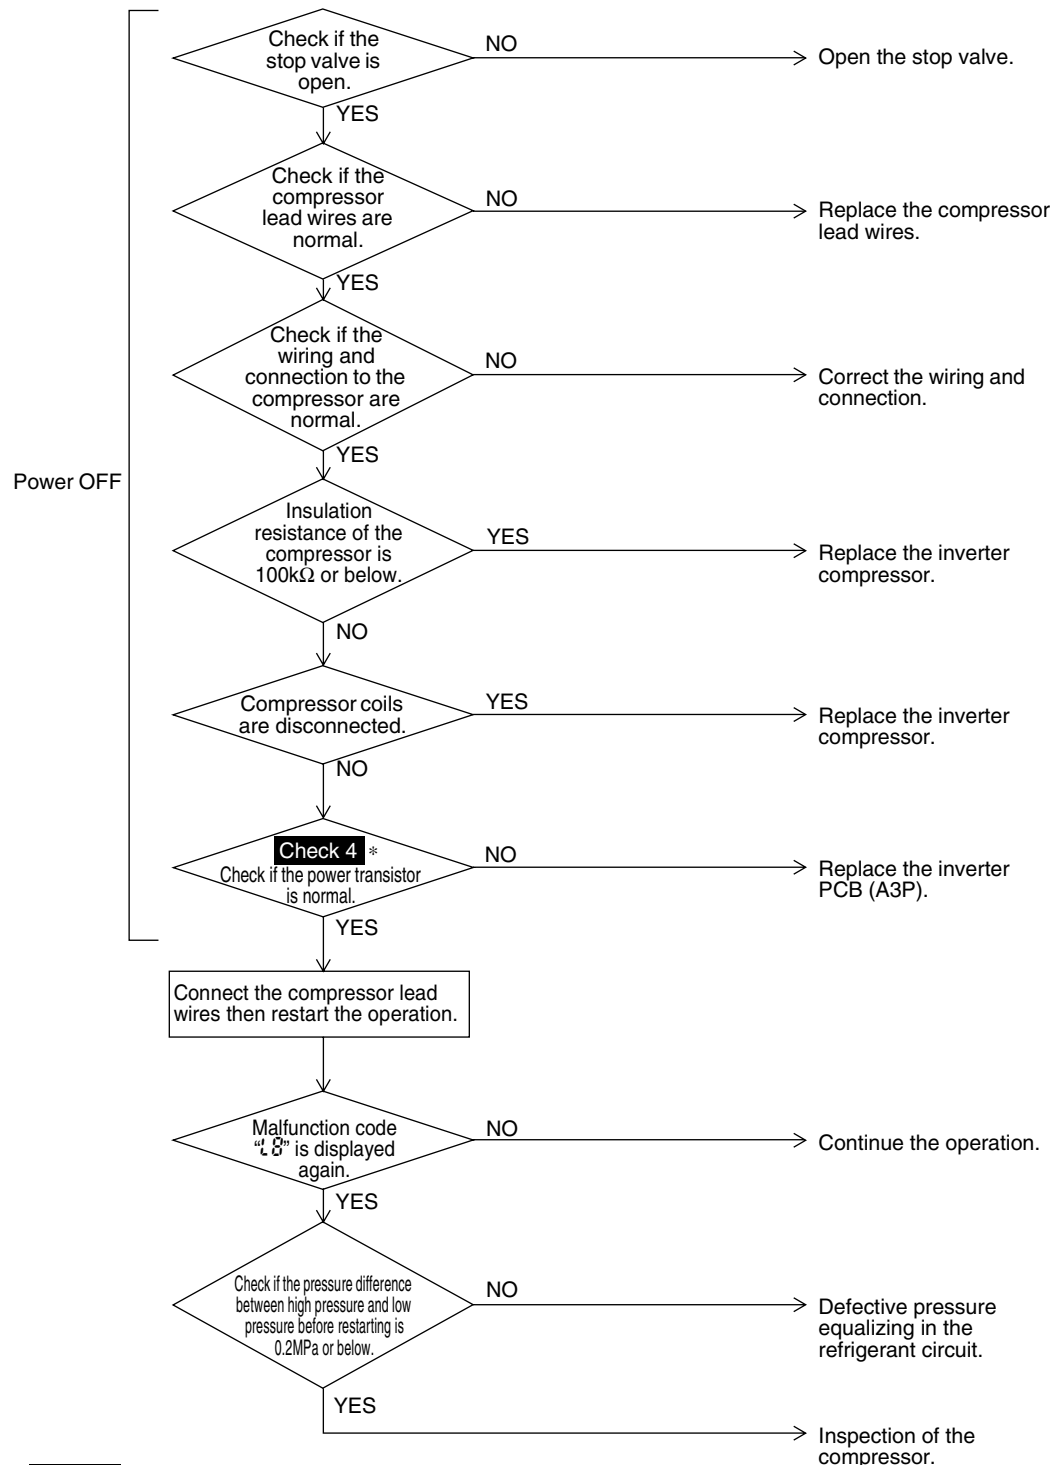 Check if the
stop valve is
open.
NO
Open the stop valve.
YES
Check if the
compressor
lead wires are
normal.
NO
Replace the compressor
lead wires.
YES
Check if the
wiring and
connection to the
compressor are
normal.
NO
Correct the wiring and
connection.
YES
Power OFF
Insulation
resistance of the
compressor is
100kΩ or below.
YES
Replace the inverter
compressor.
NO
Compressor coils
are disconnected.
YES
Replace the inverter
compressor.
NO
Check 4 *
Check if the power transistor
is normal.
NO
Replace the inverter
PCB (A3P).
YES
Connect the compressor lead
wires then restart the operation.
Malfunction code
“L8” is displayed
again.
NO
Continue the operation.
YES
Check if the pressure difference
between high pressure and low
pressure before restarting is
0.2MPa or below.
NO
Defective pressure
equalizing in the
refrigerant circuit.
YES
Inspection of the
compressor.